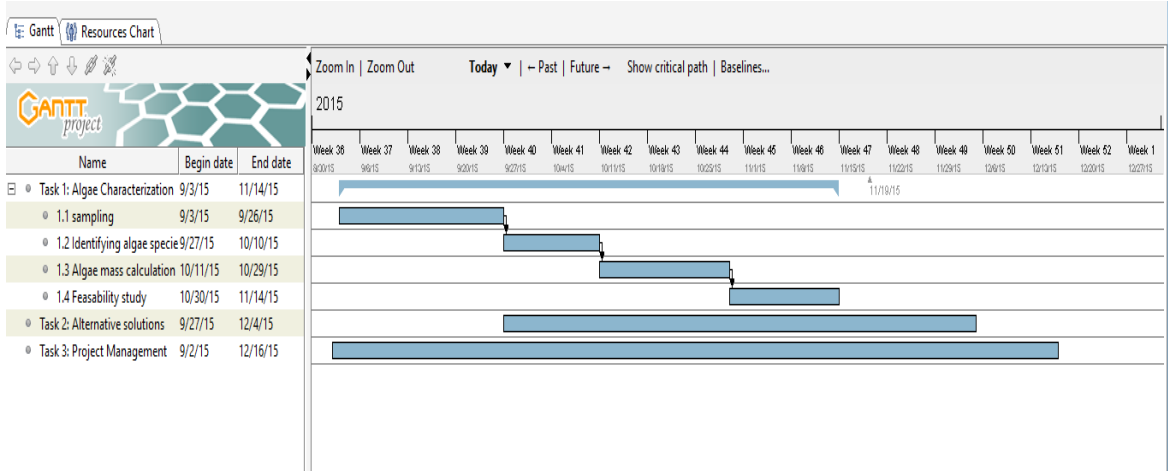 Gantt Resources Chart
Zoom In | Zoom Out Today ▼ | ← Past | Future → Show critical path | Baselines...
GANTT project
2015
Week 36 Week 37 Week 38 Week 39 Week 40 Week 41 Week 42 Week 43 Week 44 Week 45 Week 46 Week 47 Week 48 Week 49 Week 50 Week 51 Week 52 Week 1
8/30/15 9/6/15 9/13/15 9/20/15 9/27/15 10/4/15 10/11/15 10/18/15 10/25/15 11/1/15 11/8/15 11/15/15 11/22/15 11/29/15 12/6/15 12/13/15 12/20/15 12/27/15
Name Begin date End date
Task 1: Algae Characterization 9/3/15 11/14/15
11/19/15
1.1 sampling 9/3/15 9/26/15
1.2 Identifying algae specie 9/27/15 10/10/15
1.3 Algae mass calculation 10/11/15 10/29/15
1.4 Feasability study 10/30/15 11/14/15
Task 2: Alternative solutions 9/27/15 12/4/15
Task 3: Project Management 9/2/15 12/16/15